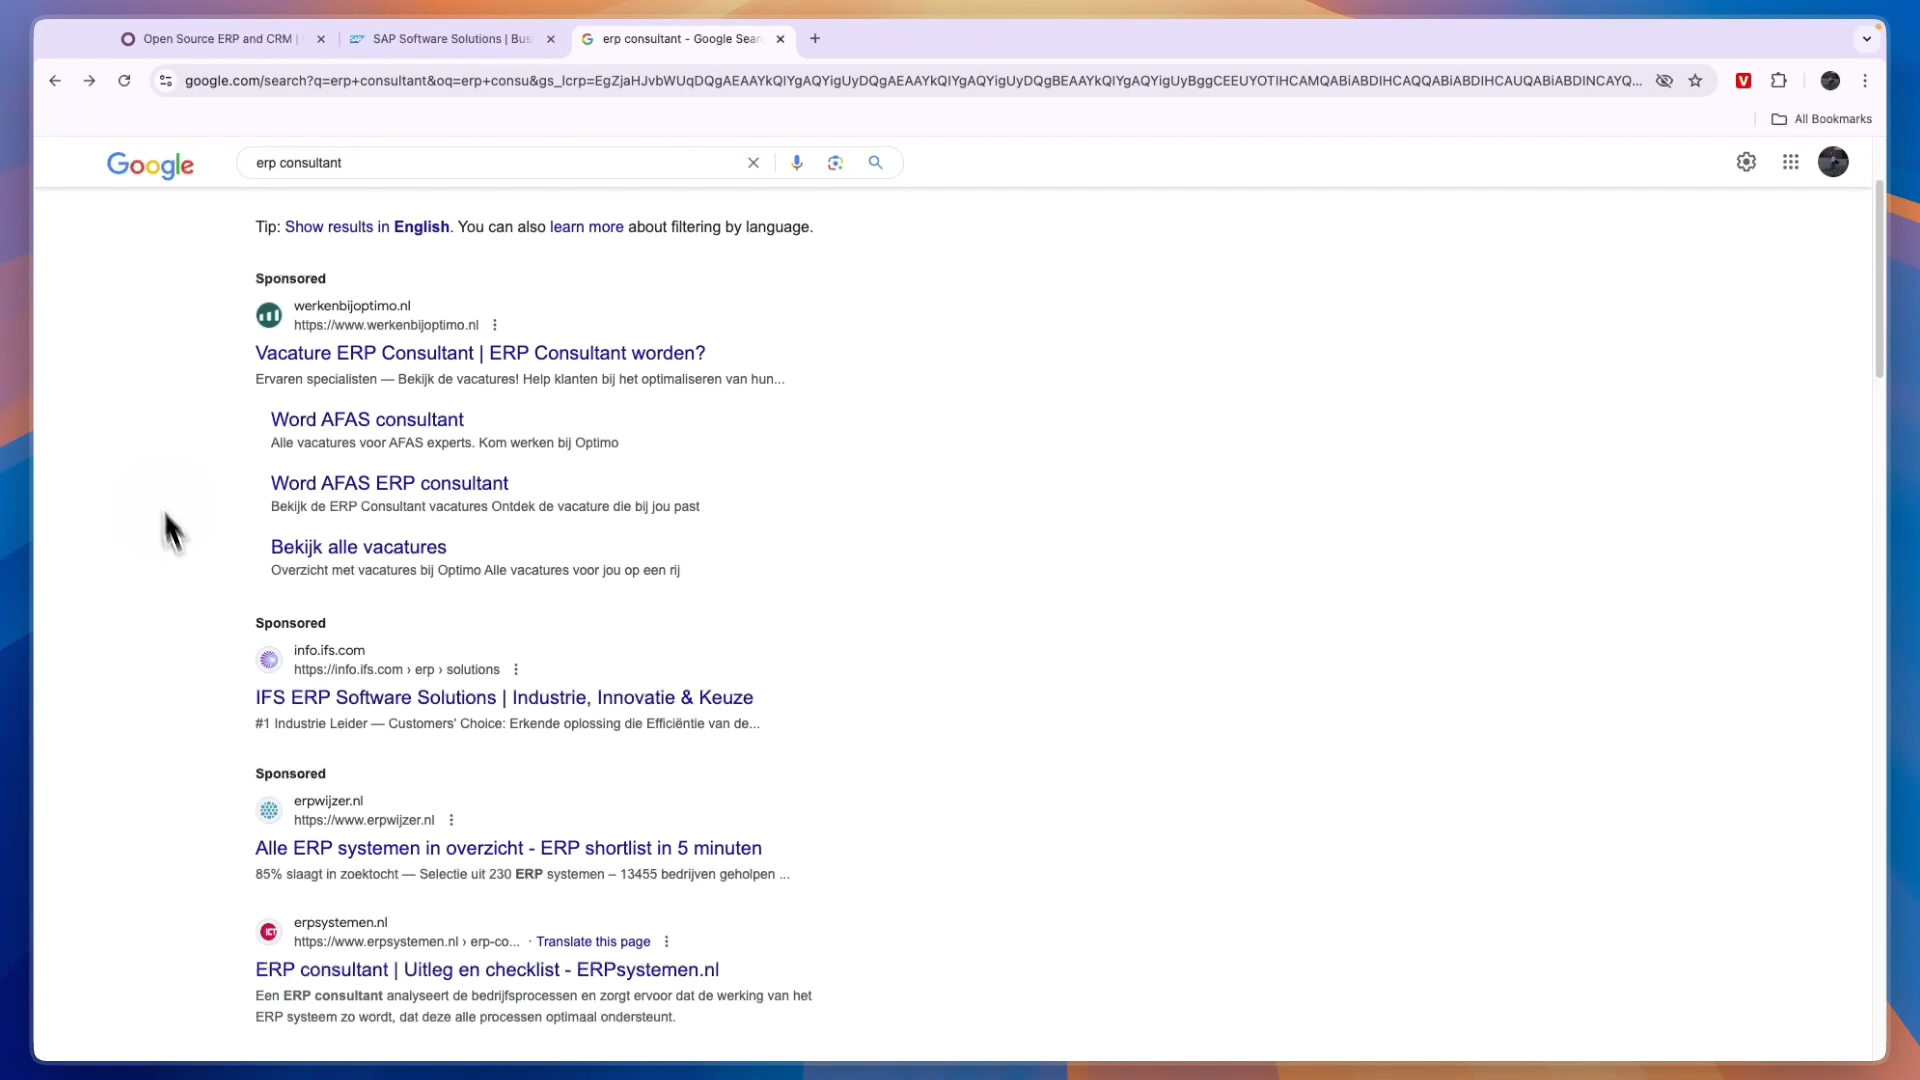 Open Source ERP and CRM |
SAP Software Solutions | Bus
erp consultant - Google Sear
google.com/search?q=erp+consultant&oq=erp+consu&gs_lcrp=EgZjaHJvbWUqDQgAEAAYkQIYgAQYigUyDQgAEAAYkQIYgAQYigUyDQgBEAAYkQIYgAQYigUyBggCEEUYOTIHCAMQABiABDIHCAQQABiABDIHCAUQABiABDINCAYQ...
All Bookmarks
Google
erp consultant
Tip: Show results in English. You can also learn more about filtering by language.
Sponsored
werkenbijoptimo.nl
https://www.werkenbijoptimo.nl
Vacature ERP Consultant | ERP Consultant worden?
Ervaren specialisten — Bekijk de vacatures! Help klanten bij het optimaliseren van hun...
Word AFAS consultant
Alle vacatures voor AFAS experts. Kom werken bij Optimo
Word AFAS ERP consultant
Bekijk de ERP Consultant vacatures Ontdek de vacature die bij jou past
Bekijk alle vacatures
Overzicht met vacatures bij Optimo Alle vacatures voor jou op een rij
Sponsored
info.ifs.com
https://info.ifs.com › erp › solutions
IFS ERP Software Solutions | Industrie, Innovatie & Keuze
#1 Industrie Leider — Customers' Choice: Erkende oplossing die Efficiëntie van de...
Sponsored
erpwijzer.nl
https://www.erpwijzer.nl
Alle ERP systemen in overzicht - ERP shortlist in 5 minuten
85% slaagt in zoektocht — Selectie uit 230 ERP systemen – 13455 bedrijven geholpen ...
erpsystemen.nl
https://www.erpsystemen.nl › erp-co... · Translate this page
ERP consultant | Uitleg en checklist - ERPsystemen.nl
Een ERP consultant analyseert de bedrijfsprocessen en zorgt ervoor dat de werking van het
ERP systeem zo wordt, dat deze alle processen optimaal ondersteunt.